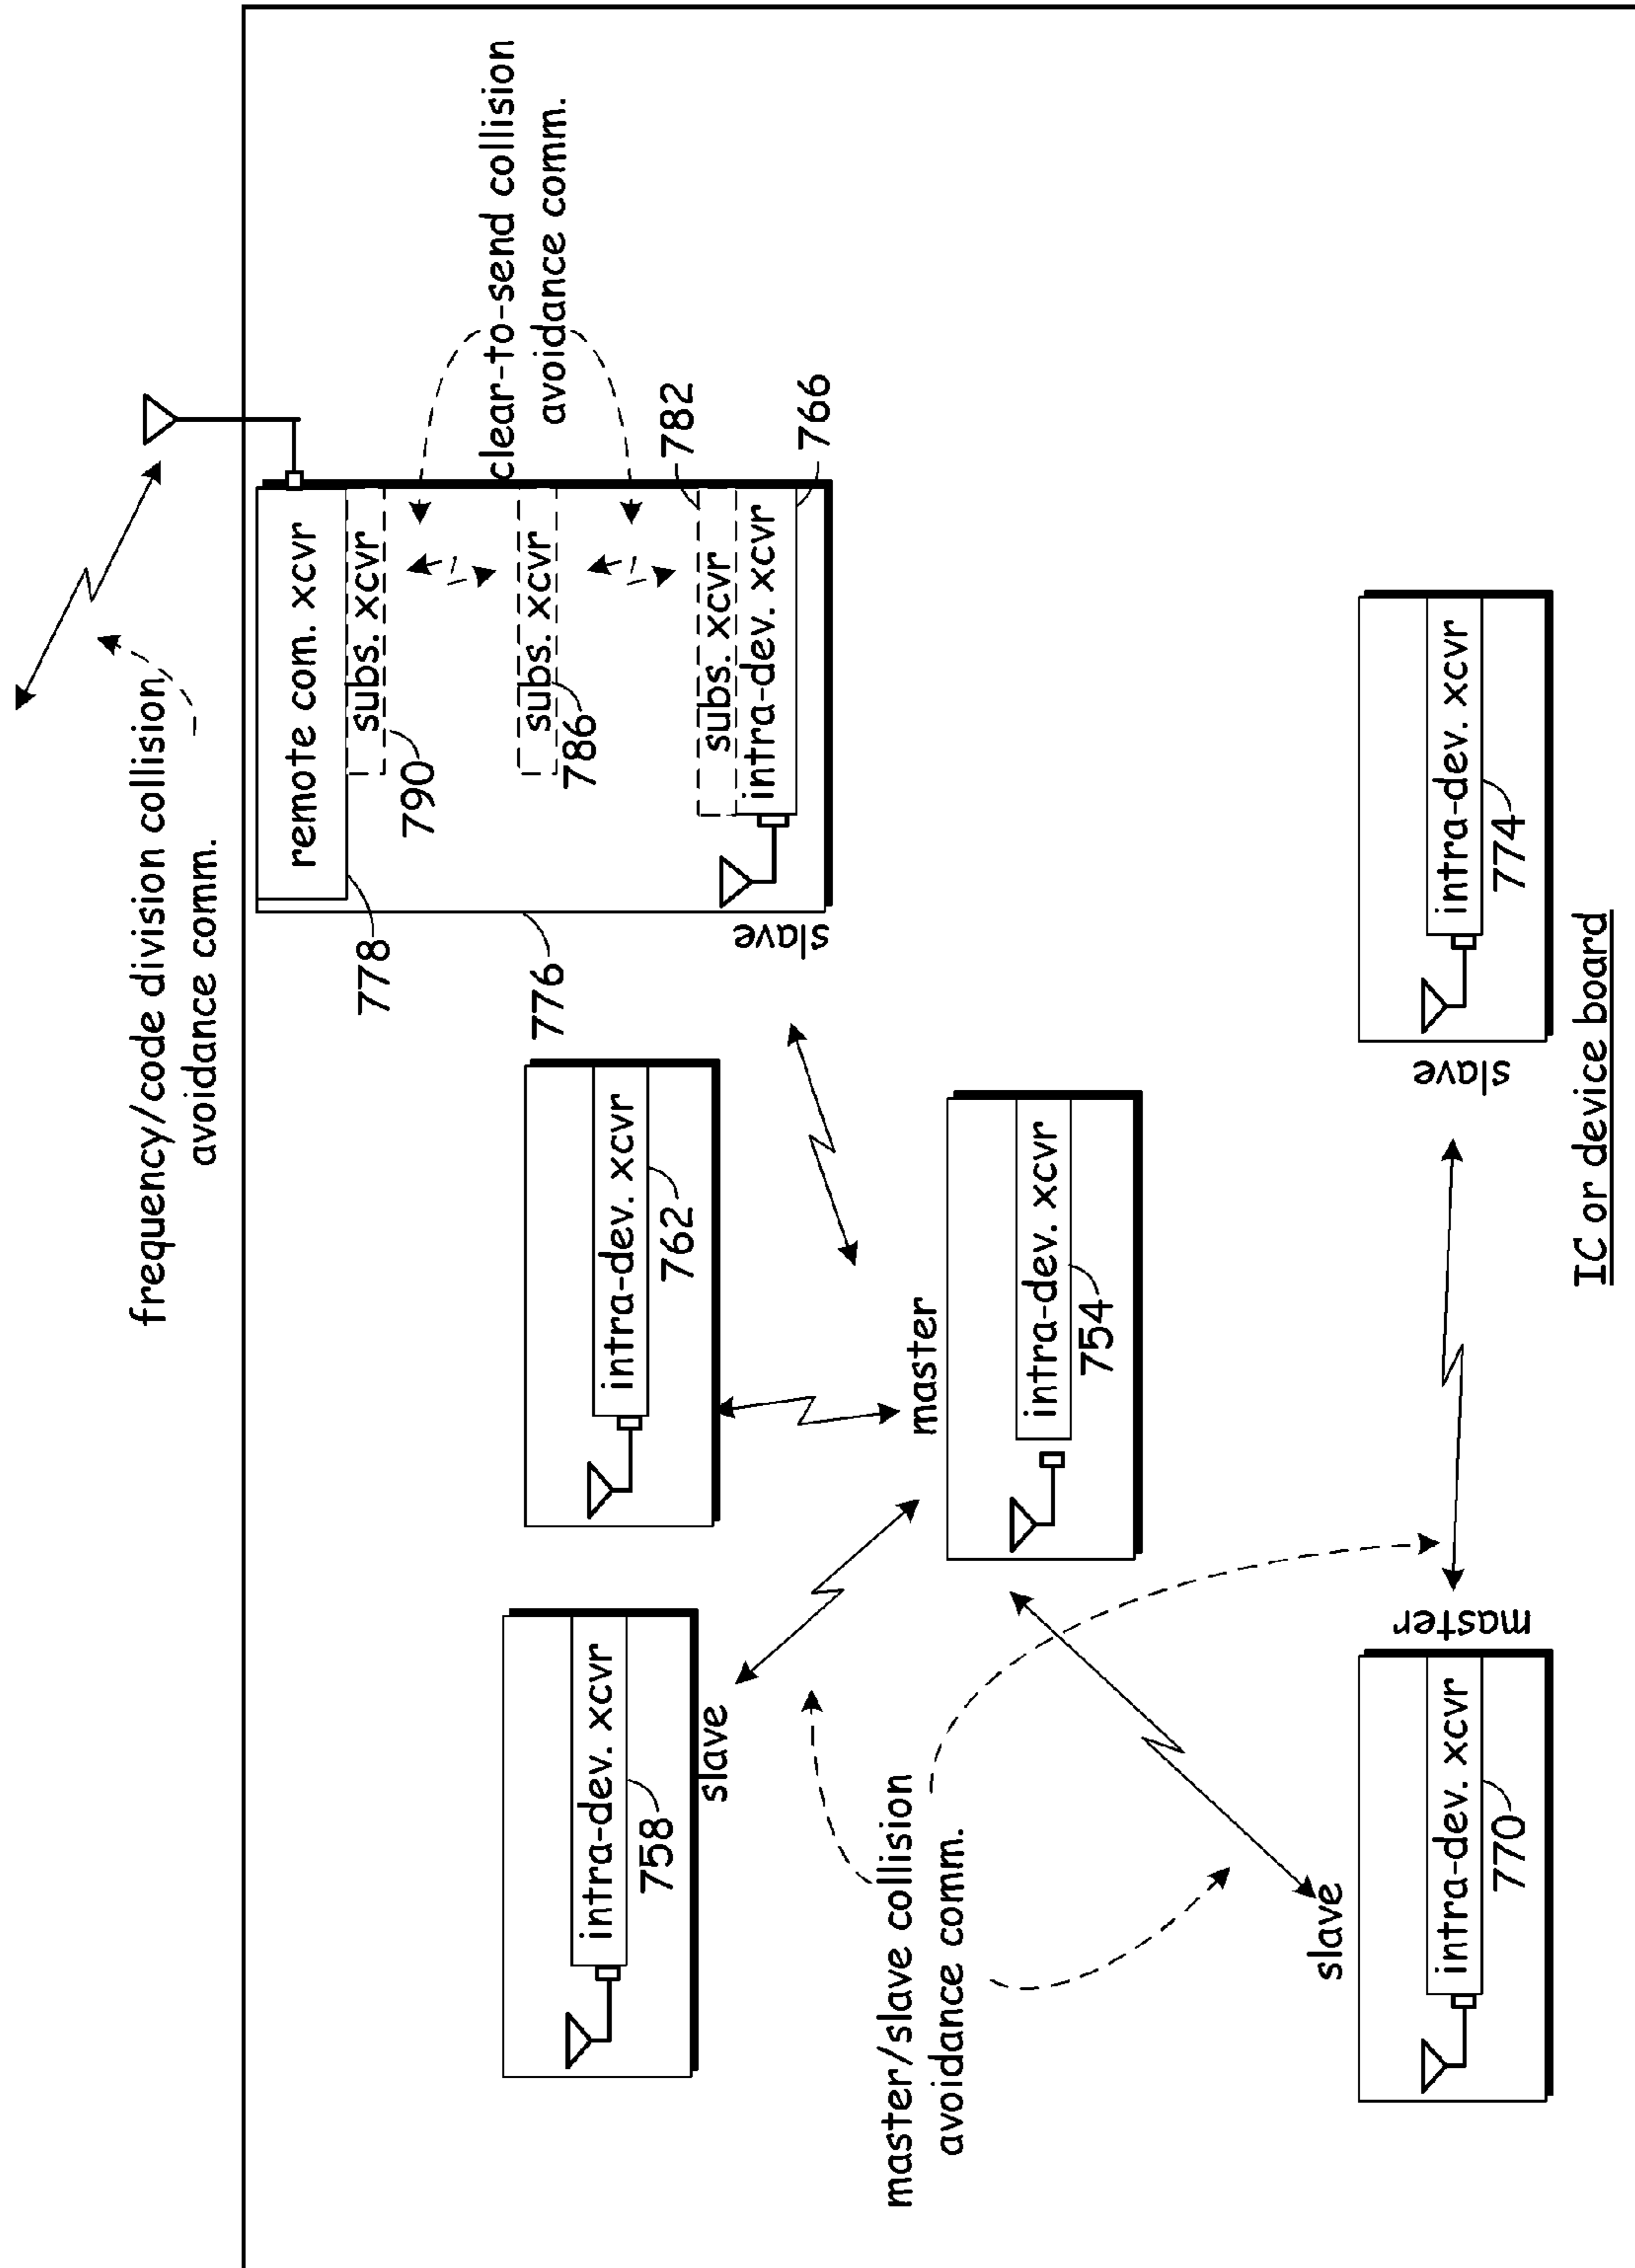 frequency/code division collision
avoidance comm.
remote com. xcvr
subs. xcvr
790
778
776
subs. xcvr
786
clear-to-send collision
avoidance comm.
782
subs. xcvr
intra-dev. xcvr
766
slave
intra-dev. xcvr
762
intra-dev. xcvr
758
slave
master
intra-dev. xcvr
754
master/slave collision
avoidance comm.
slave
intra-dev. xcvr
770
master
slave
intra-dev. xcvr
774
IC or device board